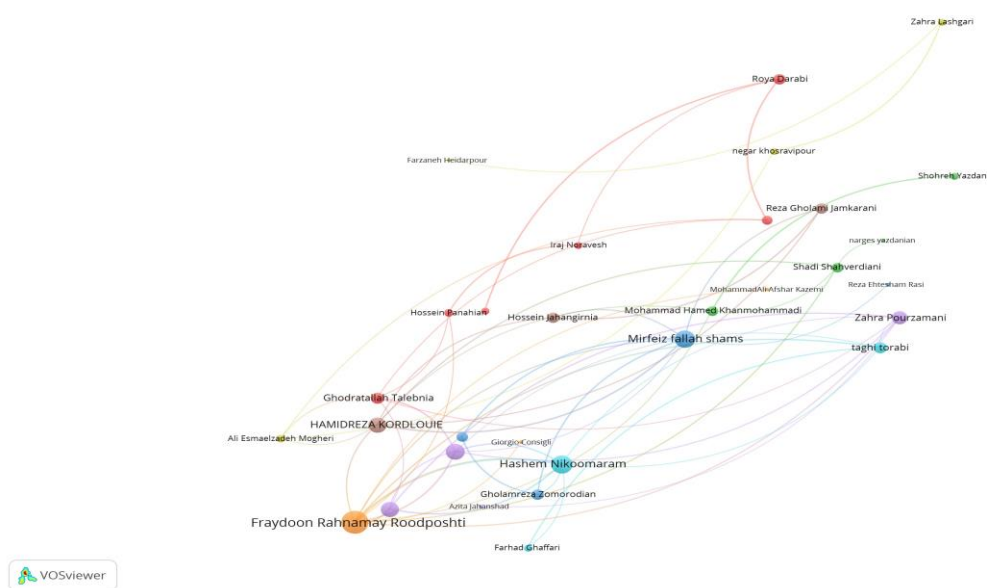 Zahra Lashgari
Roya Darabi
negar khosravipour
Farzaneh Heidarpour
Shohreh Yazdan
Reza Gholami Jamkarani
narges yazdanian
Iraj Noravesh
Shadi Shahverdiani
Reza Ehtesham Rasi
MohammadAli Afshar Kazemi
Mohammad Hamed Khanmohammadi
Hossein Panahian
Hossein Jahangirnia
Zahra Pourzamani
Mirfeiz fallah shams
taghi torabi
Ghodratallah Talebnia
HAMIDREZA KORDLOUIE
Ali Esmaelzadeh Mogheri
Giorgio Consigli
Hashem Nikoomaram
Gholamreza Zomorodian
Azita Jahanshad
Fraydoon Rahnamay Roodposhti
Farhad Ghaffari
VOSviewer